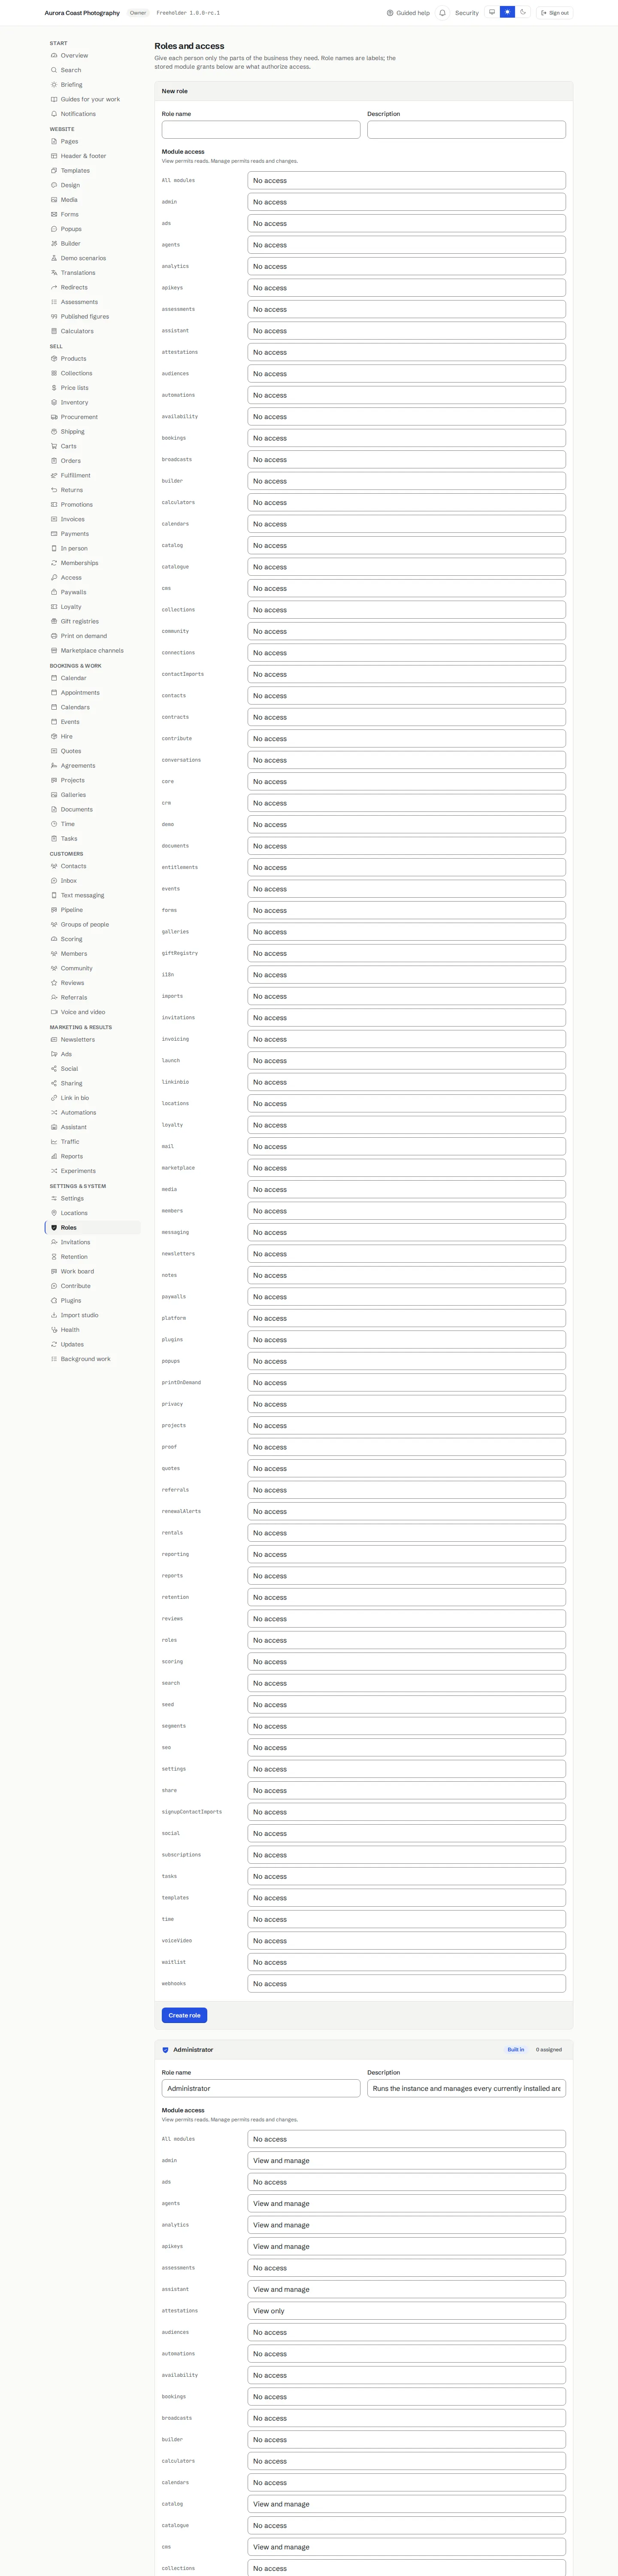 Aurora Coast Photography Owner Freeholder 1.0.0-rc.1 Guided help Security Sign out
START
Overview
Search
Briefing
Guides for your work
Notifications
WEBSITE
Pages
Header & footer
Templates
Design
Media
Forms
Popups
Builder
Demo scenarios
Translations
Redirects
Assessments
Published figures
Calculators
SELL
Products
Collections
Price lists
Inventory
Procurement
Shipping
Carts
Orders
Fulfillment
Returns
Promotions
Invoices
Payments
In person
Memberships
Access
Paywalls
Loyalty
Gift registries
Print on demand
Marketplace channels
BOOKINGS & WORK
Calendar
Appointments
Calendars
Events
Hire
Quotes
Agreements
Projects
Galleries
Documents
Time
Tasks
CUSTOMERS
Contacts
Inbox
Text messaging
Pipeline
Groups of people
Scoring
Members
Community
Reviews
Referrals
Voice and video
MARKETING & RESULTS
Newsletters
Ads
Social
Sharing
Link in bio
Automations
Assistant
Traffic
Reports
Experiments
SETTINGS & SYSTEM
Settings
Locations
Roles
Invitations
Retention
Work board
Contribute
Plugins
Import studio
Health
Updates
Background work
Roles and access
Give each person only the parts of the business they need. Role names are labels; the
stored module grants below are what authorize access.
New role
Role name Description
Module access
View permits reads. Manage permits reads and changes.
All modules No access
admin No access
ads No access
agents No access
analytics No access
apikeys No access
assessments No access
assistant No access
attestations No access
audiences No access
automations No access
availability No access
bookings No access
broadcasts No access
builder No access
calculators No access
calendars No access
catalog No access
catalogue No access
cms No access
collections No access
community No access
connections No access
contactImports No access
contacts No access
contracts No access
contribute No access
conversations No access
core No access
crm No access
demo No access
documents No access
entitlements No access
events No access
forms No access
galleries No access
giftRegistry No access
i18n No access
imports No access
invitations No access
invoicing No access
launch No access
linkinbio No access
locations No access
loyalty No access
mail No access
marketplace No access
media No access
members No access
messaging No access
newsletters No access
notes No access
paywalls No access
platform No access
plugins No access
popups No access
printOnDemand No access
privacy No access
projects No access
proof No access
quotes No access
referrals No access
renewalAlerts No access
rentals No access
reporting No access
reports No access
retention No access
reviews No access
roles No access
scoring No access
search No access
seed No access
segments No access
seo No access
settings No access
share No access
signupContactImports No access
social No access
subscriptions No access
tasks No access
templates No access
time No access
voiceVideo No access
waitlist No access
webhooks No access
Create role
Administrator Built in 0 assigned
Role name Description
Administrator Runs the instance and manages every currently installed are
Module access
View permits reads. Manage permits reads and changes.
All modules No access
admin View and manage
ads No access
agents View and manage
analytics View and manage
apikeys View and manage
assessments No access
assistant View and manage
attestations View only
audiences No access
automations No access
availability No access
bookings No access
broadcasts No access
builder No access
calculators No access
calendars No access
catalog View and manage
catalogue No access
cms View and manage
collections No access